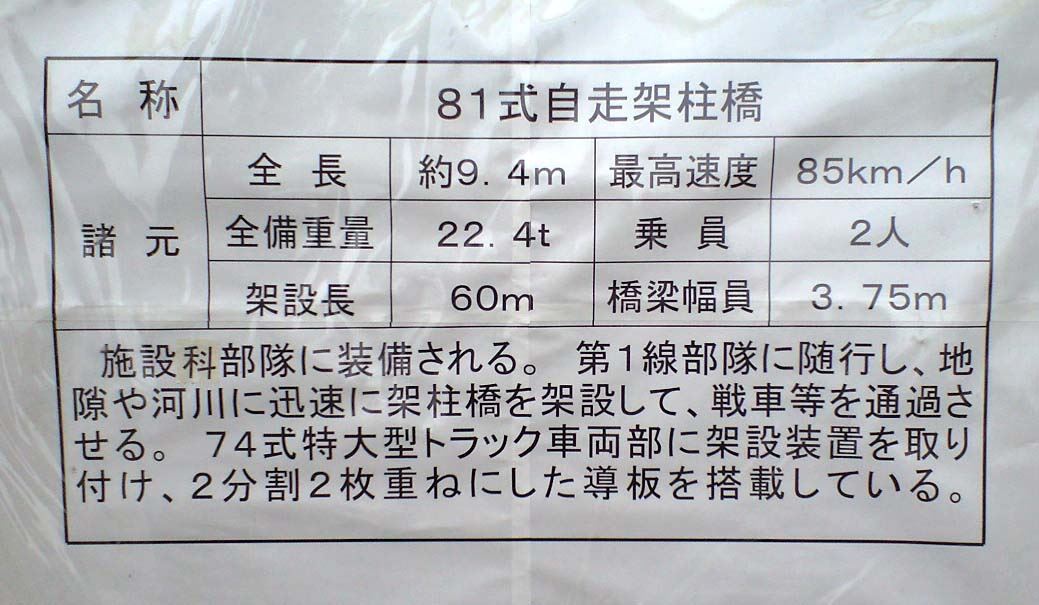 名称 81式自走架柱橋
諸元 全長 約9.4m 最高速度 85km/h
全備重量 22.4t 乗員 2人
架設長 60m 橋梁幅員 3.75m
施設科部隊に装備される。第1線部隊に随行し、地
隙や河川に迅速に架柱橋を架設して、戦車等を通過さ
せる。74式特大型トラック車両部に架設装置を取り
付け、2分割2枚重ねにした導板を搭載している。